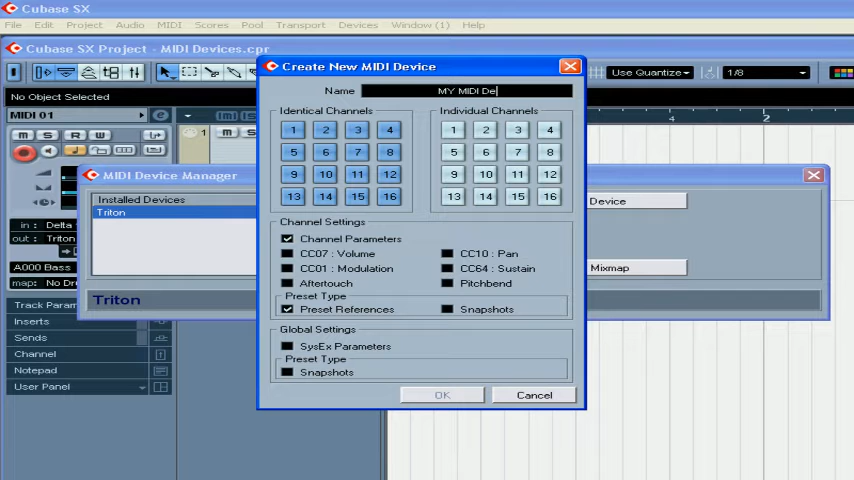 Cubase SX
File Edit Project Audio MIDI Scores Pool Transport Devices Window (1) Help
Cubase SX Project - MIDI Devices.cpr
Use Quantize 1/8
No Object Selected
MIDI 01
M S R W
1 M S
4 2
in : Delta
out : Triton
A000 Bass
map: No Dr
Track Param
Inserts
Sends
Channel
Notepad
User Panel
MIDI Device Manager
Installed Devices
Triton
Triton
Device
Mixmap
Create New MIDI Device
Name MY MIDI De
Identical Channels Individual Channels
1 2 3 4 1 2 3 4
5 6 7 8 5 6 7 8
9 10 11 12 9 10 11 12
13 14 15 16 13 14 15 16
Channel Settings
Channel Parameters
CC07 : Volume CC10 : Pan
CC01 : Modulation CC64 : Sustain
Aftertouch Pitchbend
Preset Type
Preset References Snapshots
Global Settings
SysEx Parameters
Preset Type
Snapshots
OK Cancel